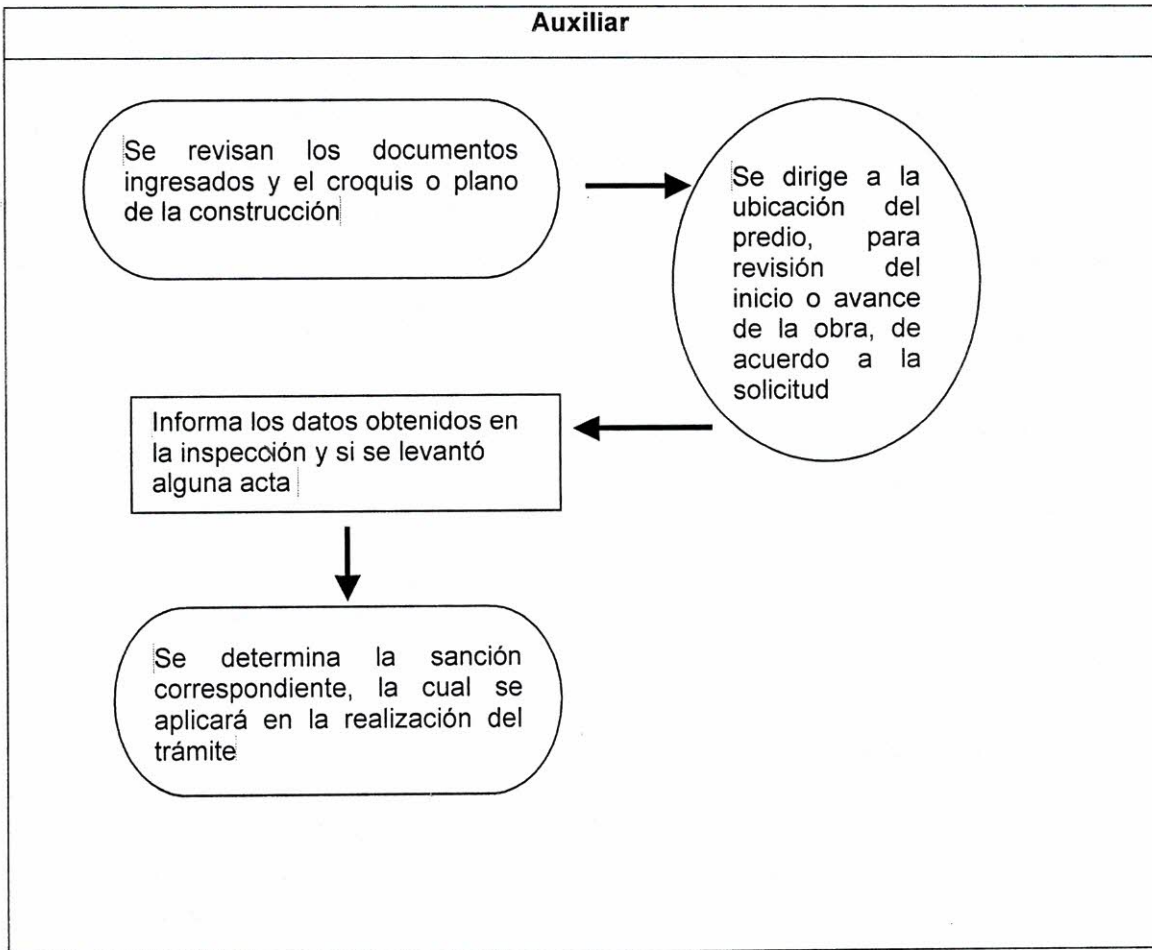 Auxiliar
Se revisan los documentos
ingresados y el croquis o plano
de la construcción
Se dirige a la
ubicación del
predio, para
revisión del
inicio o avance
de la obra, de
acuerdo a la
solicitud
Informa los datos obtenidos en
la inspección y si se levantó
alguna acta
Se determina la sanción
correspondiente, la cual se
aplicará en la realización del
trámite